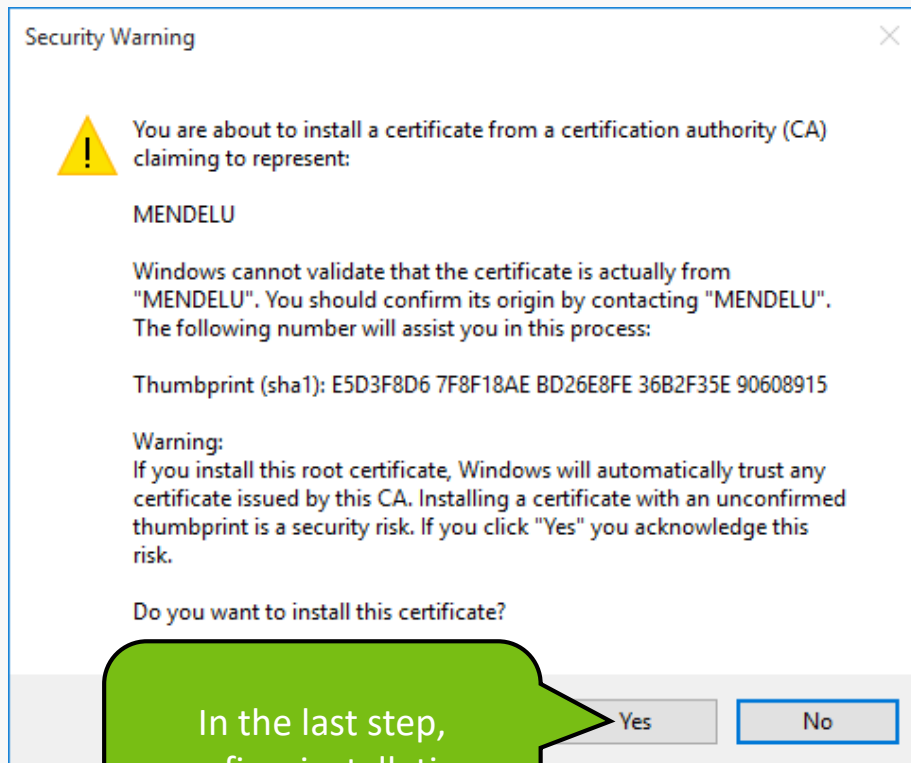 Security Warning
You are about to install a certificate from a certification authority (CA)
claiming to represent:
MENDELU
Windows cannot validate that the certificate is actually from
"MENDELU". You should confirm its origin by contacting "MENDELU".
The following number will assist you in this process:
Thumbprint (sha1): E5D3F8D6 7F8F18AE BD26E8FE 36B2F35E 90608915
Warning:
If you install this root certificate, Windows will automatically trust any
certificate issued by this CA. Installing a certificate with an unconfirmed
thumbprint is a security risk. If you click "Yes" you acknowledge this
risk.
Do you want to install this certificate?
In the last step,
Yes
No